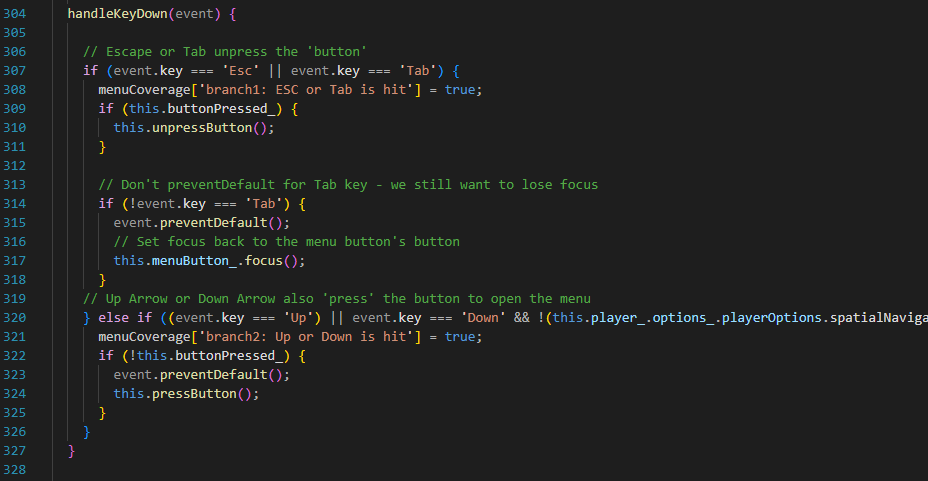 304 handleKeyDown(event) {
305
306 // Escape or Tab unpress the 'button'
307 if (event.key === 'Esc' || event.key === 'Tab') {
308 menuCoverage['branch1: ESC or Tab is hit'] = true;
309 if (this.buttonPressed_) {
310 this.unpressButton();
311 }
312
313 // Don't preventDefault for Tab key - we still want to lose focus
314 if (!event.key === 'Tab') {
315 event.preventDefault();
316 // Set focus back to the menu button's button
317 this.menuButton_.focus();
318 }
319 // Up Arrow or Down Arrow also 'press' the button to open the menu
320 } else if ((event.key === 'Up') || event.key === 'Down' && !(this.player_.options_.playerOptions.spatialNaviga
321 menuCoverage['branch2: Up or Down is hit'] = true;
322 if (!this.buttonPressed_) {
323 event.preventDefault();
324 this.pressButton();
325 }
326 }
327 }
328